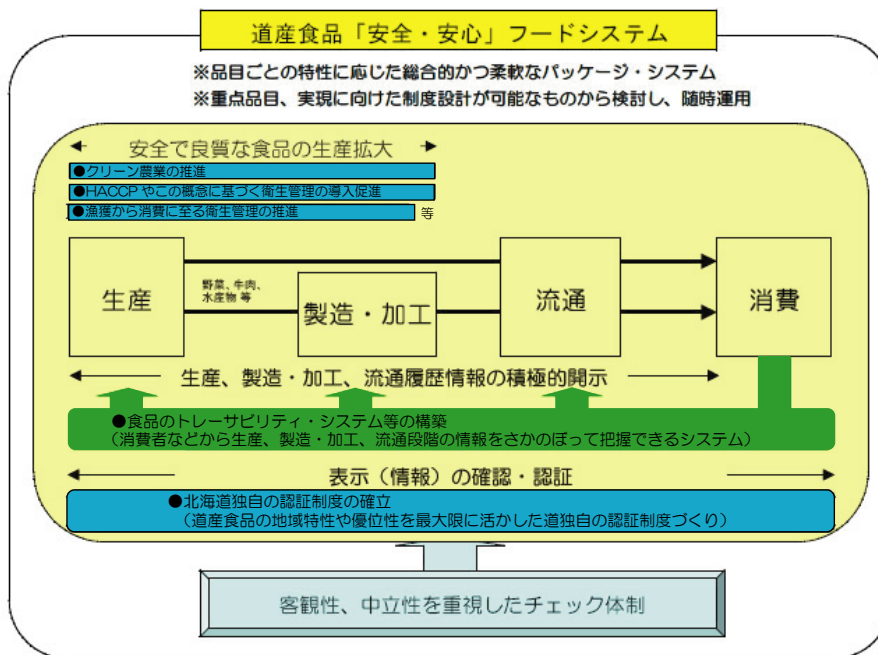 道産食品「安全・安心」フードシステム
※品目ごとの特性に応じた総合的かつ柔軟なパッケージ・システム
※重点品目、実現に向けた制度設計が可能なものから検討し、随時運用
安全で良質な食品の生産拡大
●クリーン農業の推進
●HACCPやこの概念に基づく衛生管理の導入促進
●漁獲から消費に至る衛生管理の推進 等
生産
野菜、牛肉、
水産物 等
製造・加工
流通
消費
生産、製造・加工、流通履歴情報の積極的開示
●食品のトレーサビリティ・システム等の構築
(消費者などから生産、製造・加工、流通段階の情報をさかのぼって把握できるシステム)
表示(情報)の確認・認証
●北海道独自の認証制度の確立
(道産食品の地域特性や優位性を最大限に活かした道独自の認証制度づくり)
客観性、中立性を重視したチェック体制